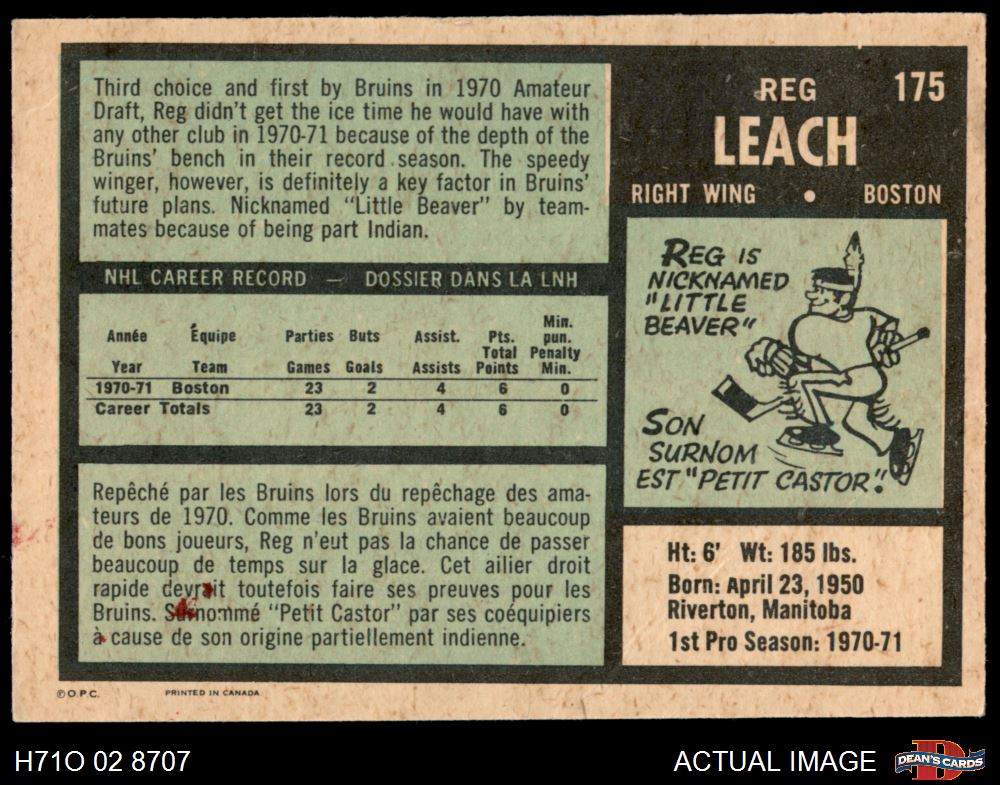 Third choice and first by Bruins in 1970 Amateur
Draft, Reg didn't get the ice time he would have with
any other club in 1970-71 because of the depth of the
Bruins' bench in their record season. The speedy
winger, however, is definitely a key factor in Bruins'
future plans. Nicknamed "Little Beaver" by team-
mates because of being part Indian.
NHL CAREER RECORD — DOSSIER DANS LA LNH
Année Équipe Parties Buts Assist. Pts. Min. pun.
Year Team Games Goals Assists Total Points Penalty Min.
1970-71 Boston 23 2 4 6 0
Career Totals 23 2 4 6 0
Repêché par les Bruins lors du repêchage des ama-
teurs de 1970. Comme les Bruins avaient beaucoup
de bons joueurs, Reg n'eut pas la chance de passer
beaucoup de temps sur la glace. Cet ailier droit
rapide devrait toutefois faire ses preuves pour les
Bruins. Surnommé "Petit Castor" par ses coéquipiers
à cause de son origine partiellement indienne.
REG 175
LEACH
RIGHT WING • BOSTON
REG IS
NICKNAMED
"LITTLE
BEAVER"
SON
SURNOM
EST "PETIT CASTOR"!
Ht: 6' Wt: 185 lbs.
Born: April 23, 1950
Riverton, Manitoba
1st Pro Season: 1970-71
© O.P.C. PRINTED IN CANADA
H71O 02 8707
ACTUAL IMAGE
DEAN'S CARDS